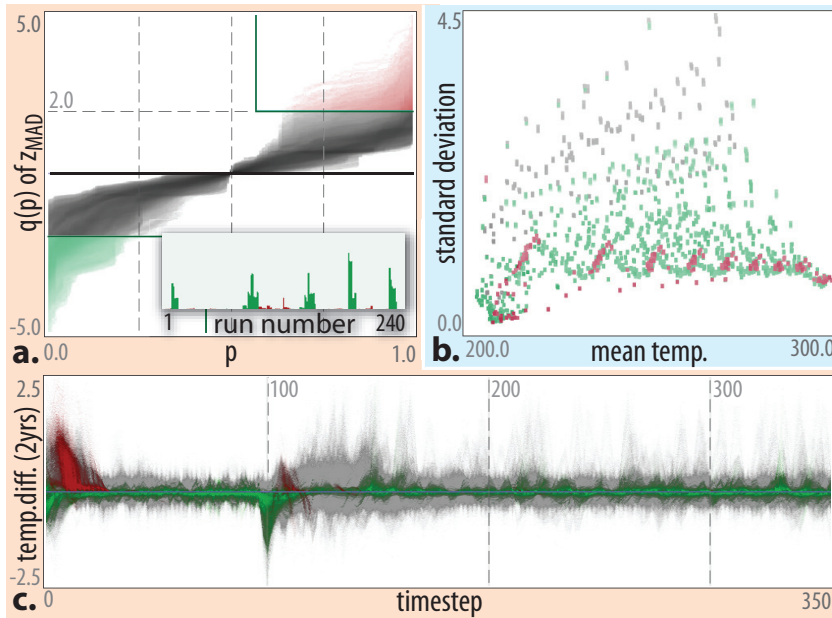 5.0
2.0
q(p) of z_MAD
-5.0
1
run number
240
a.
0.0
p
1.0
4.5
standard deviation
0.0
b.
200.0
mean temp.
300.0
2.5
100
200
300
temp.diff. (2yrs)
-2.5
c.
0
timestep
350